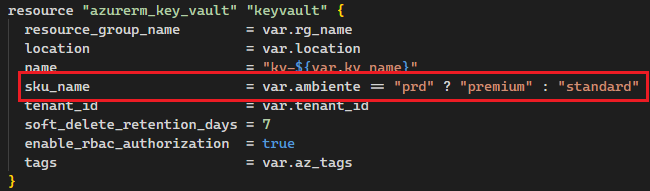 resource "azurerm_key_vault" "keyvault" {
  resource_group_name        = var.rg_name
  location                   = var.location
  name                       = "kv-${var.kv_name}"
  sku_name                   = var.ambiente == "prd" ? "premium" : "standard"
  tenant_id                  = var.tenant_id
  soft_delete_retention_days = 7
  enable_rbac_authorization  = true
  tags                       = var.az_tags
}